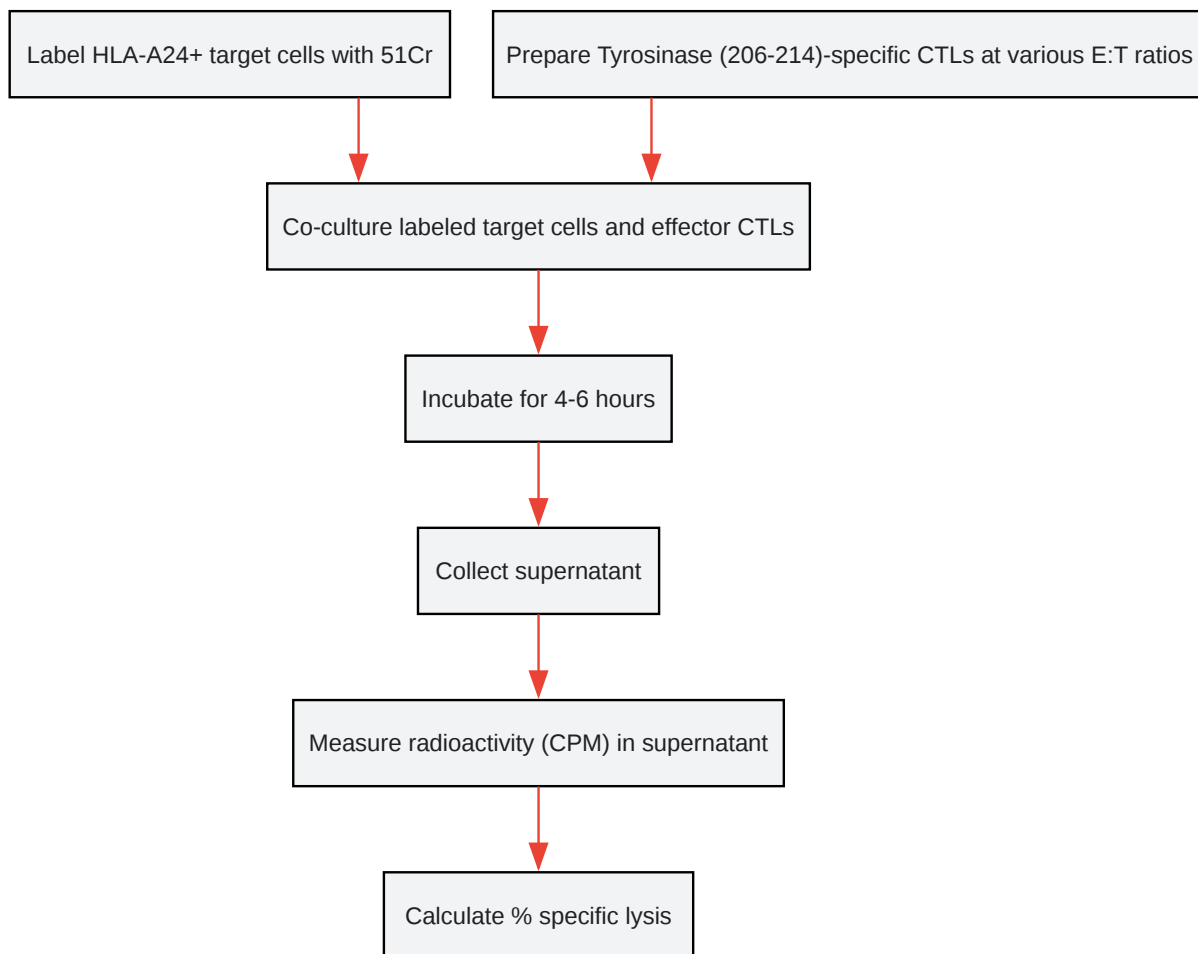 Label HLA-A24+ target cells with 51Cr
Prepare Tyrosinase (206-214)-specific CTLs at various E:T ratios
Co-culture labeled target cells and effector CTLs
Incubate for 4-6 hours
Collect supernatant
Measure radioactivity (CPM) in supernatant
Calculate % specific lysis